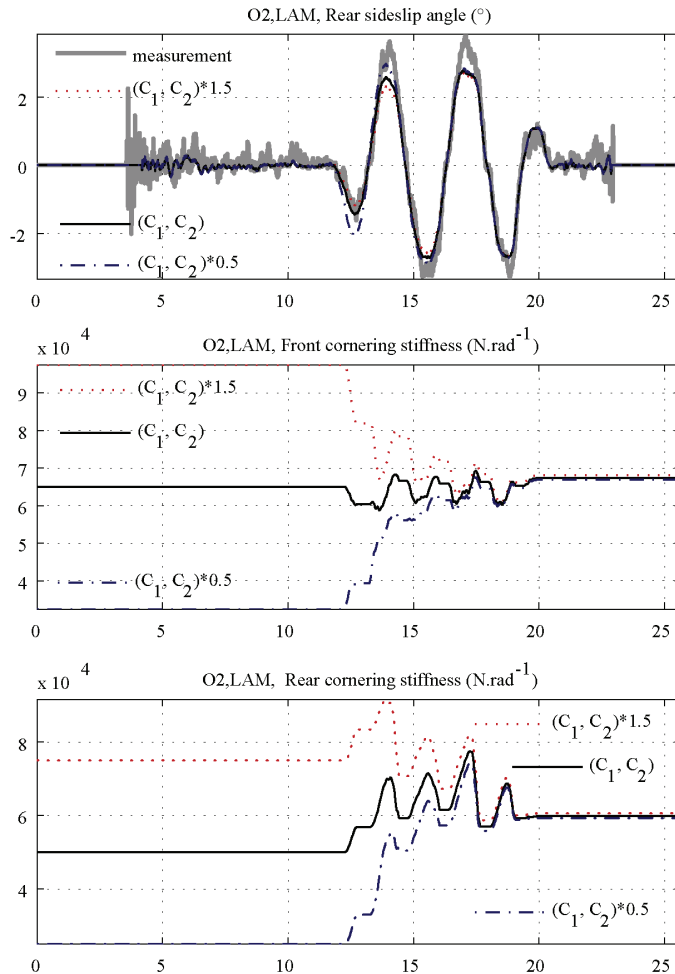 O2,LAM, Rear sideslip angle (°)
measurement
(C1, C2)*1.5
2
0
(C1, C2)
-2
(C1, C2)*0.5
0 5 10 15 20 25
x 10^4
O2,LAM, Front cornering stiffness (N.rad^-1)
9
(C1, C2)*1.5
8
(C1, C2)
7
6
5
(C1, C2)*0.5
4
0 5 10 15 20 25
x 10^4
O2,LAM, Rear cornering stiffness (N.rad^-1)
(C1, C2)*1.5
8
(C1, C2)
6
4
(C1, C2)*0.5
0 5 10 15 20 25